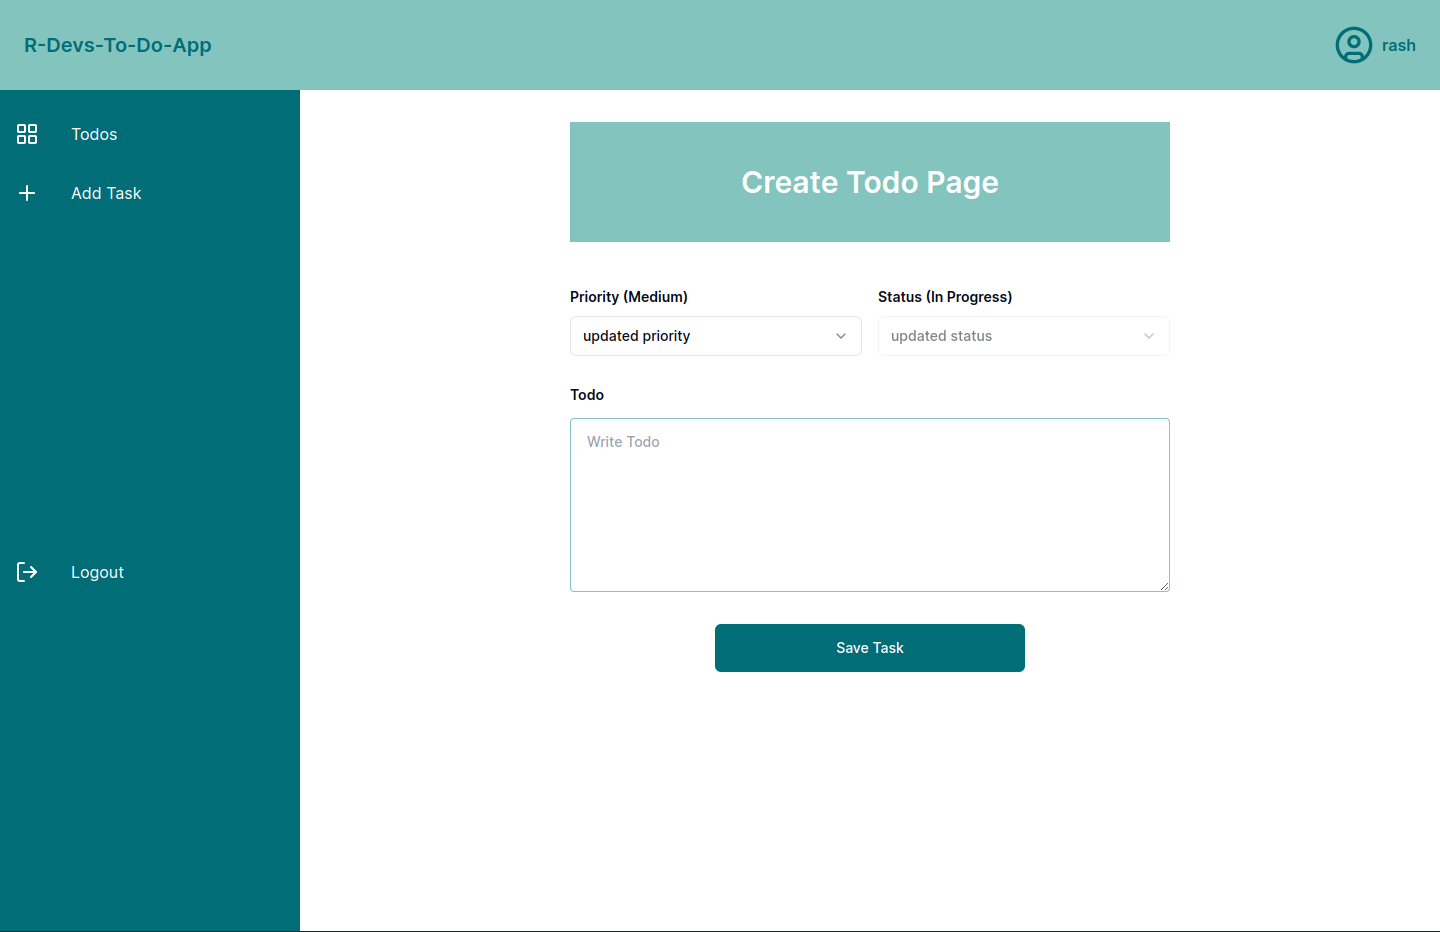 R-Devs-To-Do-App
rash
Todos
Add Task
Logout
Create Todo Page
Priority (Medium)
Status (In Progress)
updated priority
updated status
Todo
Write Todo
Save Task